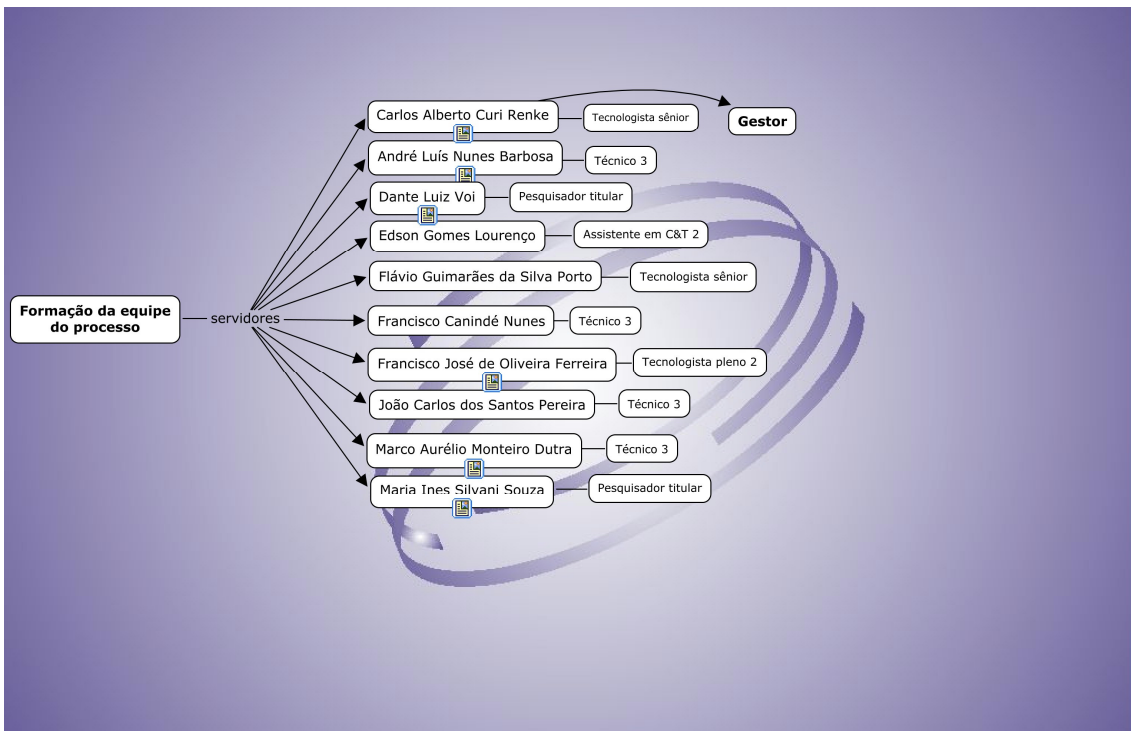 Carlos Alberto Curi Renke
Tecnologista sênior
Gestor
André Luís Nunes Barbosa
Técnico 3
Dante Luiz Voi
Pesquisador titular
Edson Gomes Lourenço
Assistente em C&T 2
Flávio Guimarães da Silva Porto
Tecnologista sênior
Formação da equipe
do processo
servidores
Francisco Canindé Nunes
Técnico 3
Francisco José de Oliveira Ferreira
Tecnologista pleno 2
João Carlos dos Santos Pereira
Técnico 3
Marco Aurélio Monteiro Dutra
Técnico 3
Maria Ines Silvani Souza
Pesquisador titular